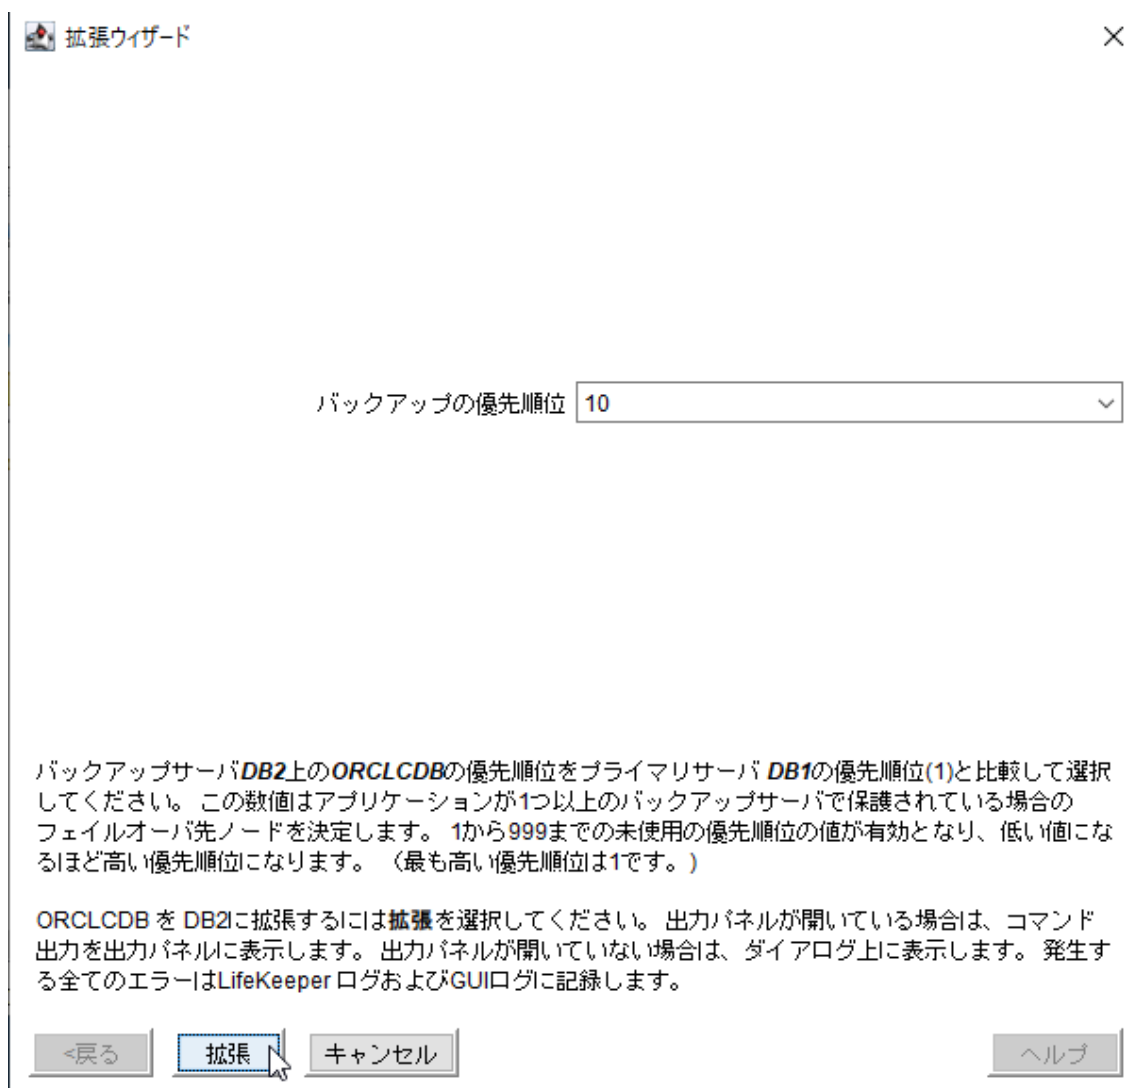 拡張ウィザード
バックアップの優先順位 10
バックアップサーバDB2上のORCLCDBの優先順位をプライマリサーバ DB1の優先順位(1)と比較して選択
してください。 この数値はアプリケーションが1つ以上のバックアップサーバで保護されている場合の
フェイルオーバ先ノードを決定します。 1から999までの未使用の優先順位の値が有効となり、低い値にな
るほど高い優先順位になります。 （最も高い優先順位は1です。)
ORCLCDB を DB2に拡張するには拡張を選択してください。 出力パネルが開いている場合は、コマンド
出力を出力パネルに表示します。 出力パネルが開いていない場合は、ダイアログ上に表示します。 発生す
る全てのエラーはLifeKeeper ログおよびGUIログに記録します。
<戻る 拡張 キャンセル ヘルプ